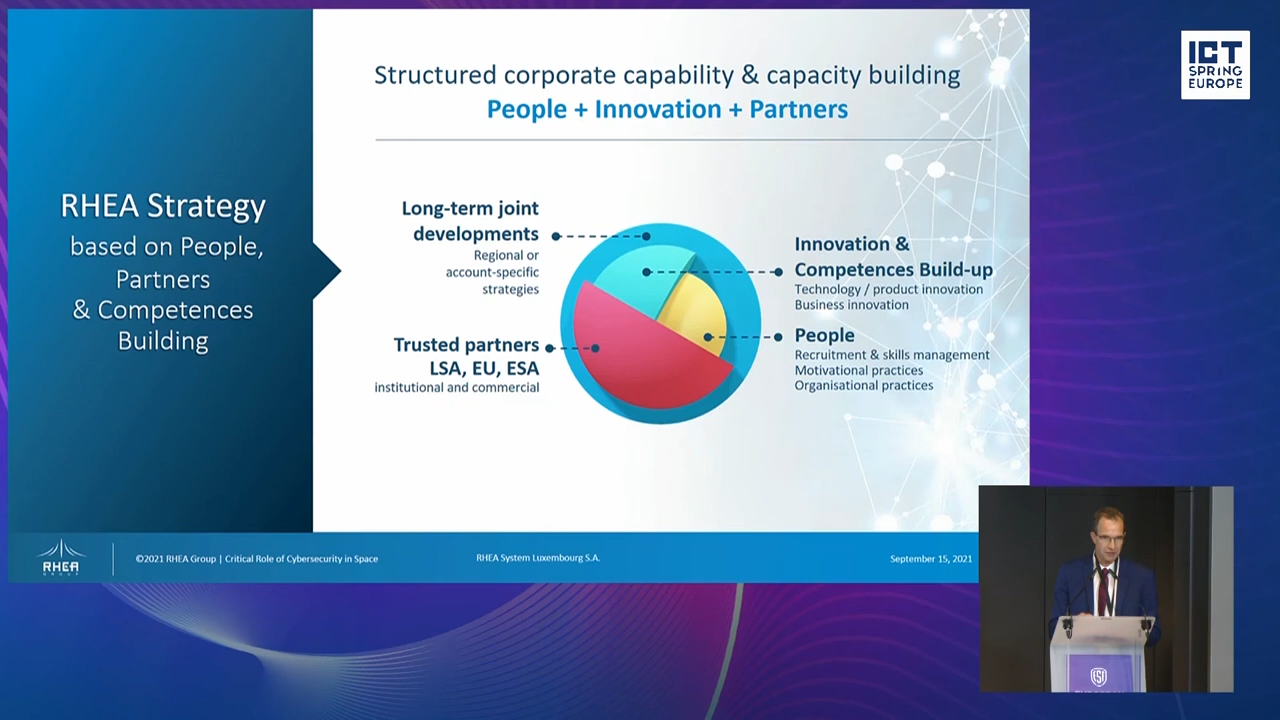 ICT
SPRING
EUROPE
Structured corporate capability & capacity building
People + Innovation + Partners
RHEA Strategy
based on People,
Partners
& Competences
Building
Long-term joint
developments
Regional or
account-specific
strategies
Trusted partners
LSA, EU, ESA
institutional and commercial
Innovation &
Competences Build-up
Technology / product innovation
Business innovation
People
Recruitment & skills management
Motivational practices
Organisational practices
RHEA
GROUP
©2021 RHEA Group | Critical Role of Cybersecurity in Space
RHEA System Luxembourg S.A.
September 15, 2021